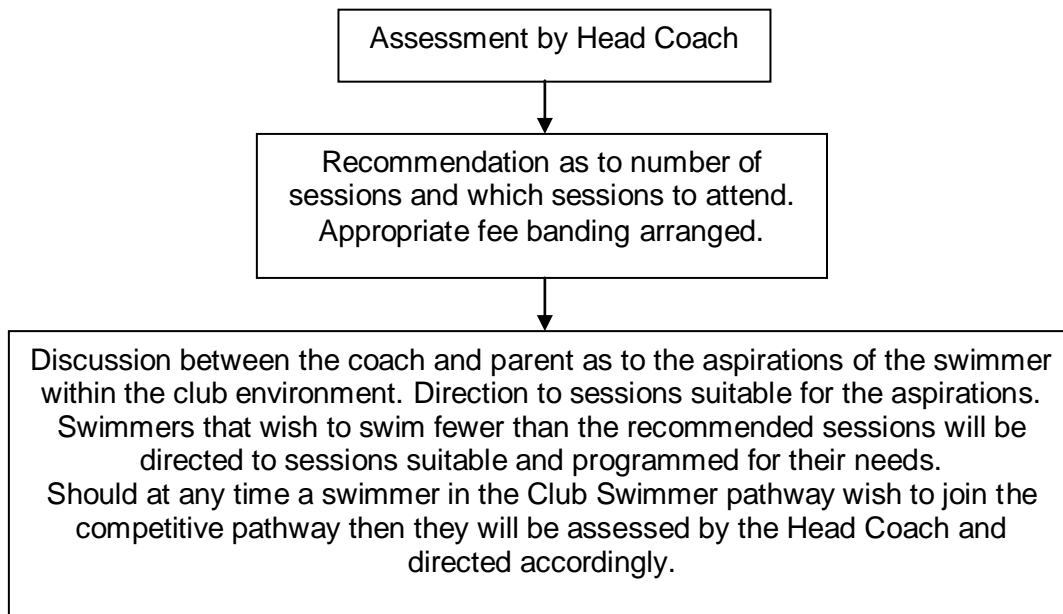 Assessment by Head Coach
Recommendation as to number of
sessions and which sessions to attend.
Appropriate fee banding arranged.
Discussion between the coach and parent as to the aspirations of the swimmer
within the club environment. Direction to sessions suitable for the aspirations.
Swimmers that wish to swim fewer than the recommended sessions will be
directed to sessions suitable and programmed for their needs.
Should at any time a swimmer in the Club Swimmer pathway wish to join the
competitive pathway then they will be assessed by the Head Coach and
directed accordingly.